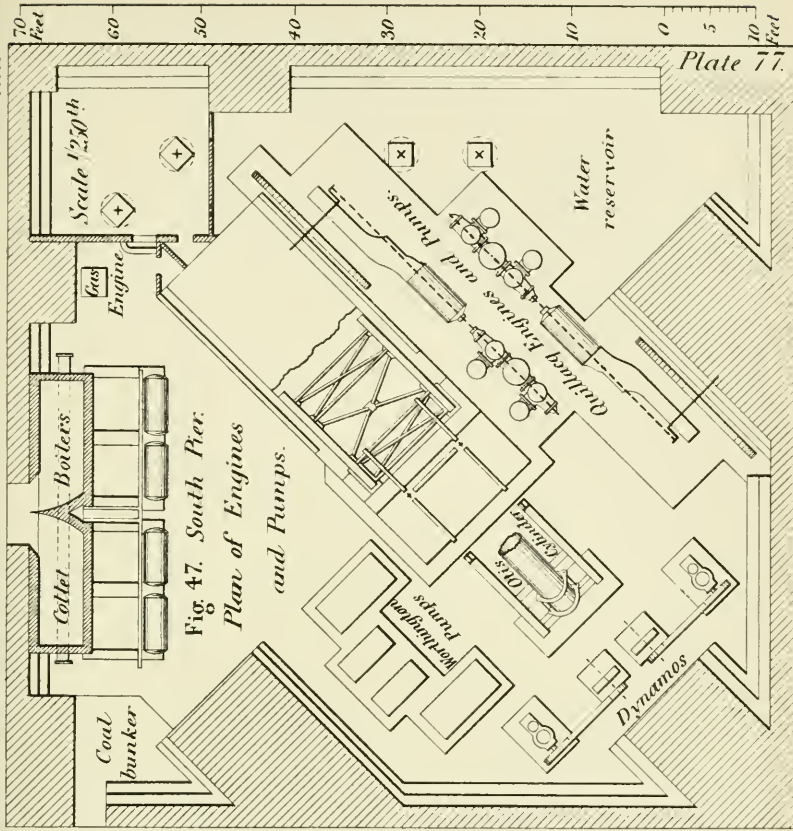 70
Feet
60
50
40
30
20
10
0
5
10
Feet
Plate 77.
Scale 1/250th
Gas
Engine
Collet Boilers.
Fig. 47. South Pier.
Plan of Engines
and Pumps.
Coal
bunker
Quillacq Engines and Pumps.
Water
reservoir
Worthington
Pumps
Otis
Cylinder
Dynamos